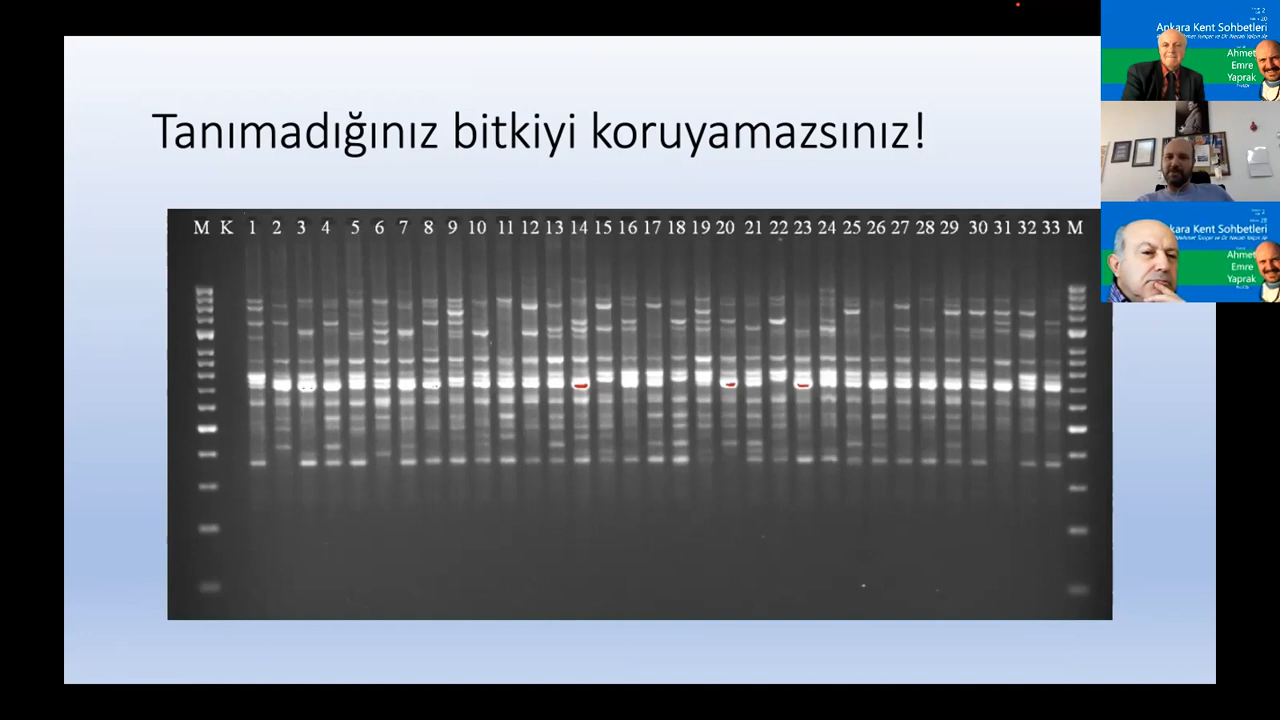 Tanımadığınız bitkiyi koruyamazsınız!
M K 1 2 3 4 5 6 7 8 9 10 11 12 13 14 15 16 17 18 19 20 21 22 23 24 25 26 27 28 29 30 31 32 33 M
Ankara Kent Sohbetleri
Ahmet
Emre
Yaprak
kara Kent Sohbetleri
Ahmet
Emre
Yaprak